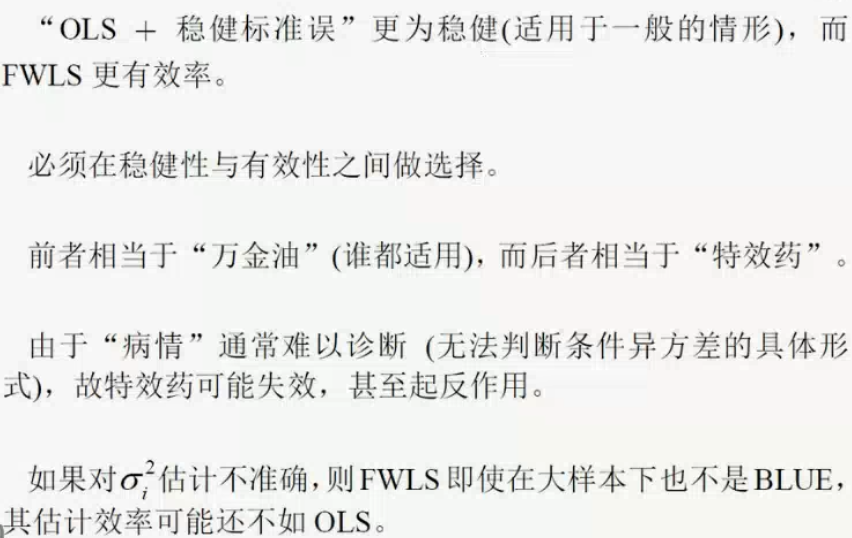 “OLS + 稳健标准误”更为稳健(适用于一般的情形)，而
FWLS 更有效率。
必须在稳健性与有效性之间做选择。
前者相当于“万金油”(谁都适用)，而后者相当于“特效药”。
由于“病情”通常难以诊断 (无法判断条件异方差的具体形
式)，故特效药可能失效，甚至起反作用。
如果对σᵢ²估计不准确，则FWLS即使在大样本下也不是BLUE，
其估计效率可能还不如 OLS。